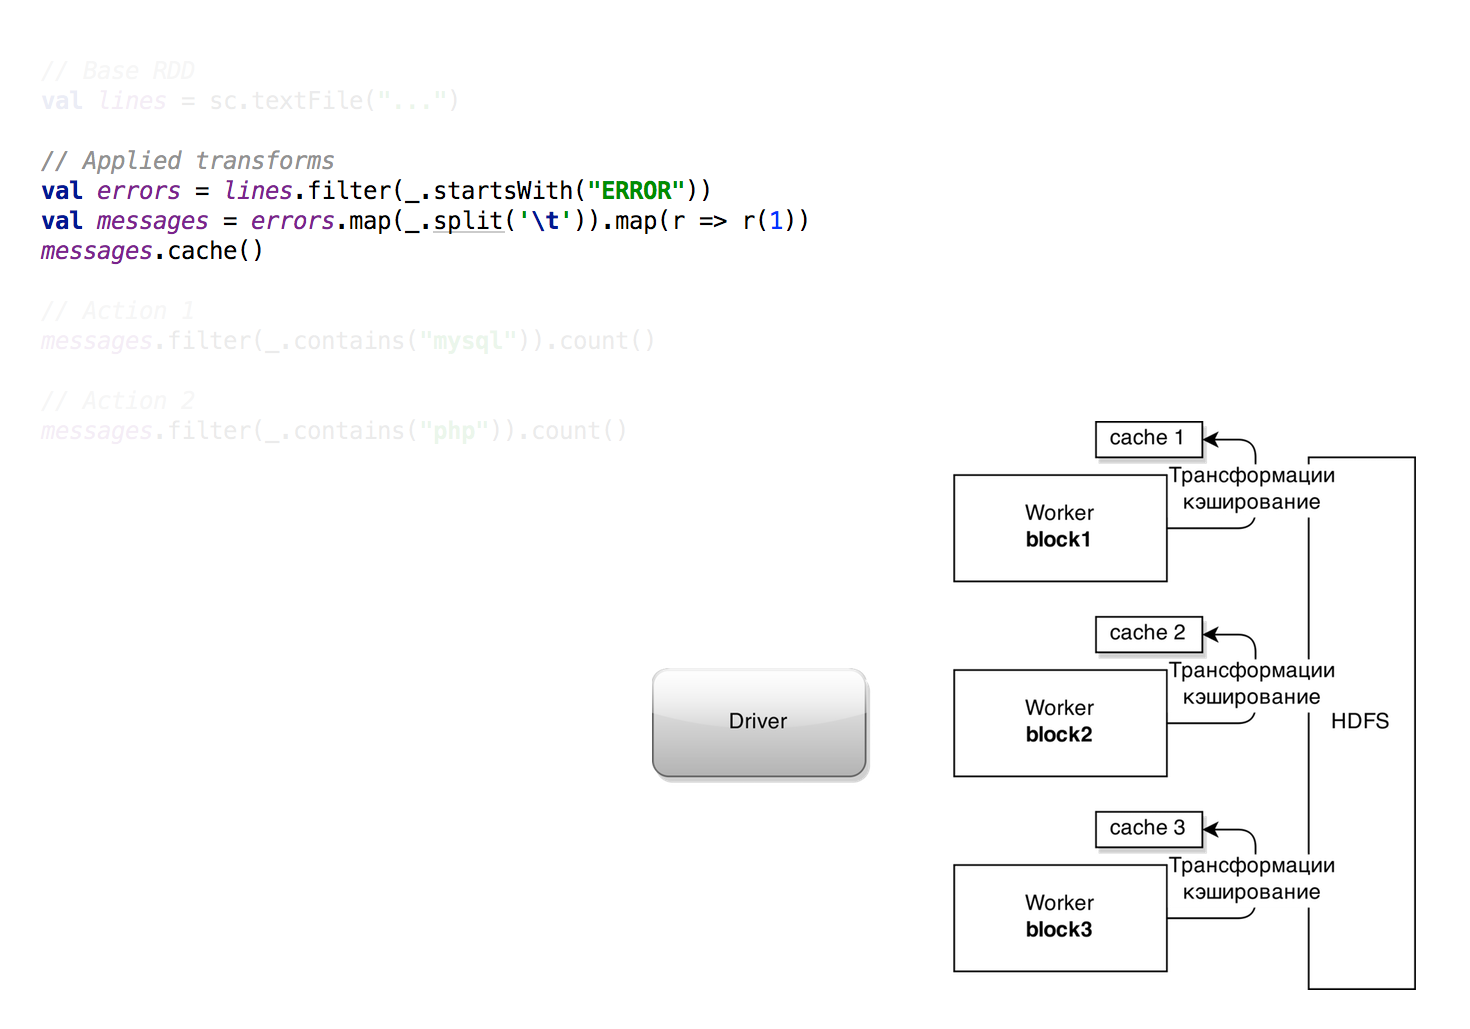 // Base RDD
val lines = sc.textFile("...")
// Applied transforms
val errors = lines.filter(_.startsWith("ERROR"))
val messages = errors.map(_.split('\t')).map(r => r(1))
messages.cache()
// Action 1
messages.filter(_.contains("mysql")).count()
// Action 2
messages.filter(_.contains("php")).count()
cache 1
Трансформации
кэширование
Worker
block1
cache 2
Трансформации
кэширование
Worker
block2
Driver
HDFS
cache 3
Трансформации
кэширование
Worker
block3